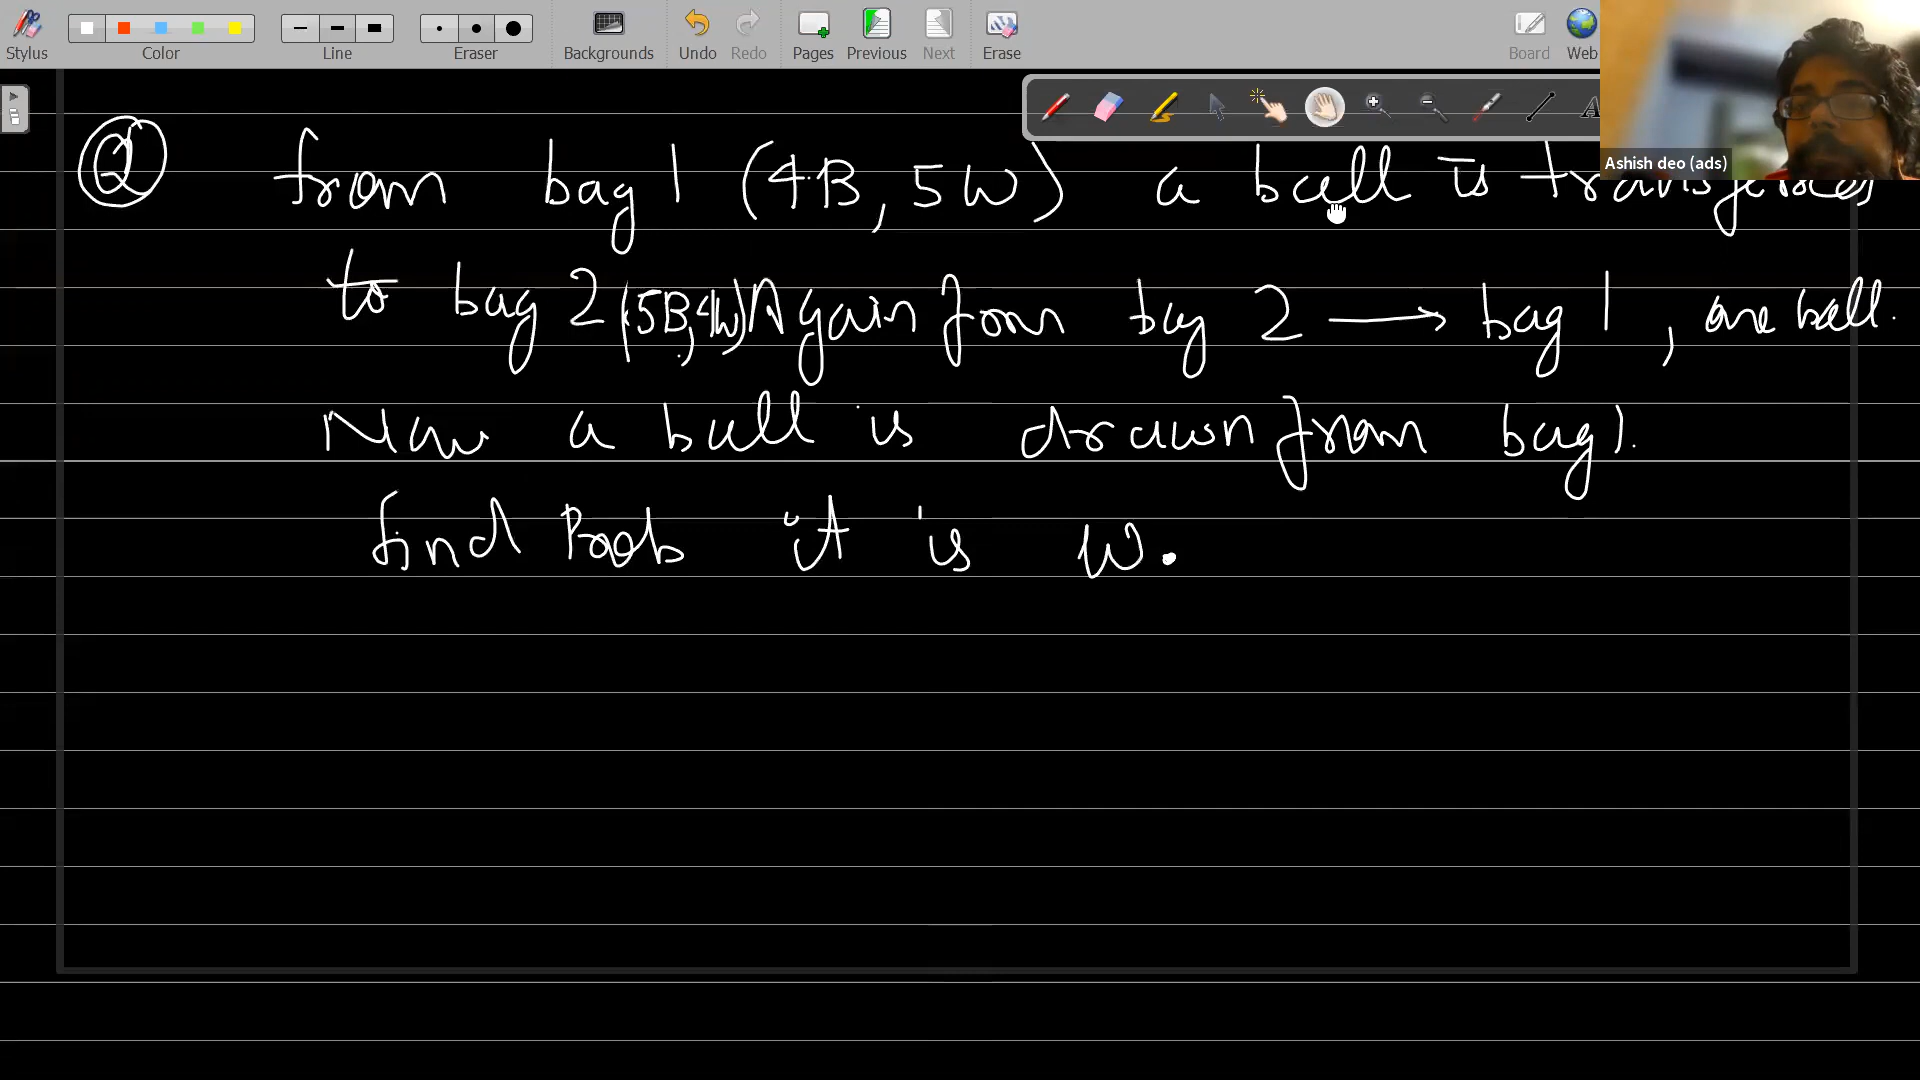 Stylus Color Line Eraser Backgrounds Undo Redo Pages Previous Next Erase Board Web
Ashish deo (ads)
Q from bag 1 (4B, 5W) a ball is transferred
to bag 2 (5B, 4W) Again from bag 2 → bag 1, one ball.
Now a ball is drawn from bag 1.
find Prob it is W.